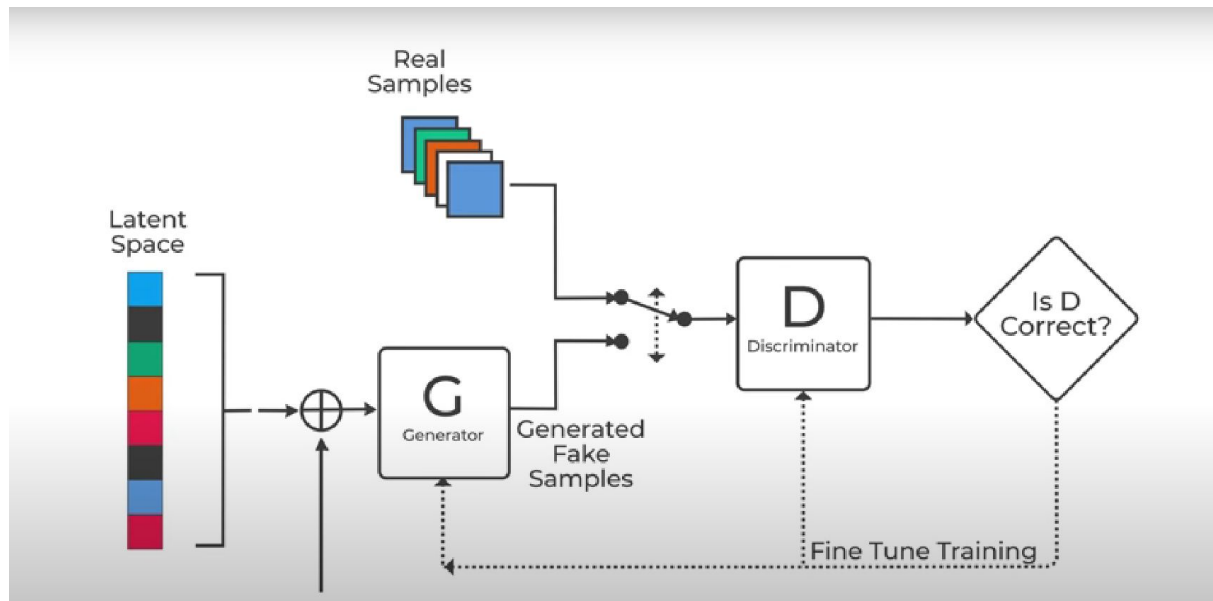 Real
Samples
Latent
Space
G
Generator
Generated
Fake
Samples
D
Discriminator
Is D
Correct?
Fine Tune Training